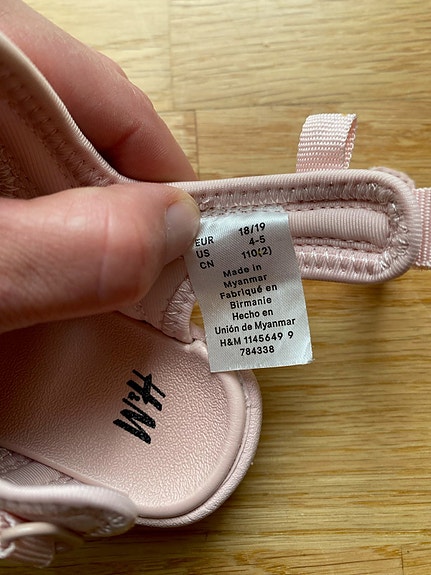 EUR 18/19
US 4-5
CN 110(2)
Made in
Myanmar
Fabriqué en
Birmanie
Hecho en
Unión de Myanmar
H&M 1145649 9
784338
H&M